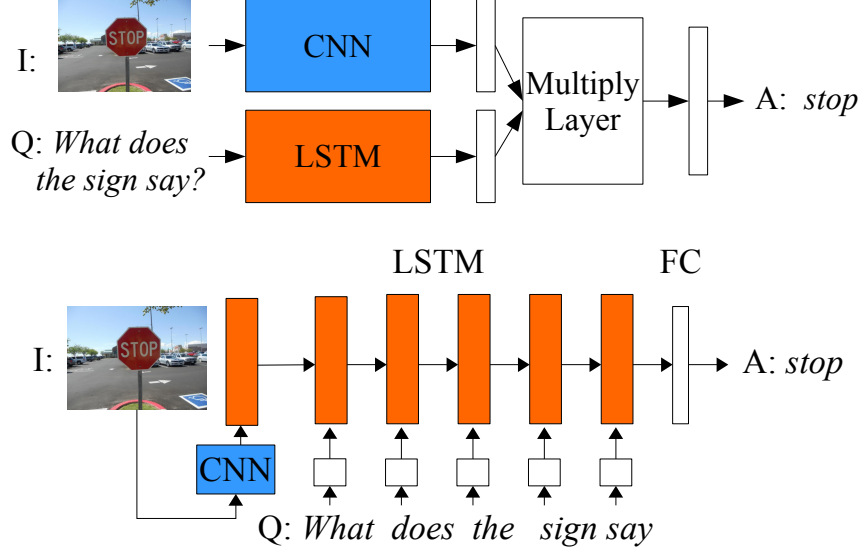 STOP
CNN
I:
Multiply
Layer
A: stop
Q: What does
the sign say?
LSTM
LSTM
FC
STOP
I:
A: stop
CNN
Q: What does the sign say